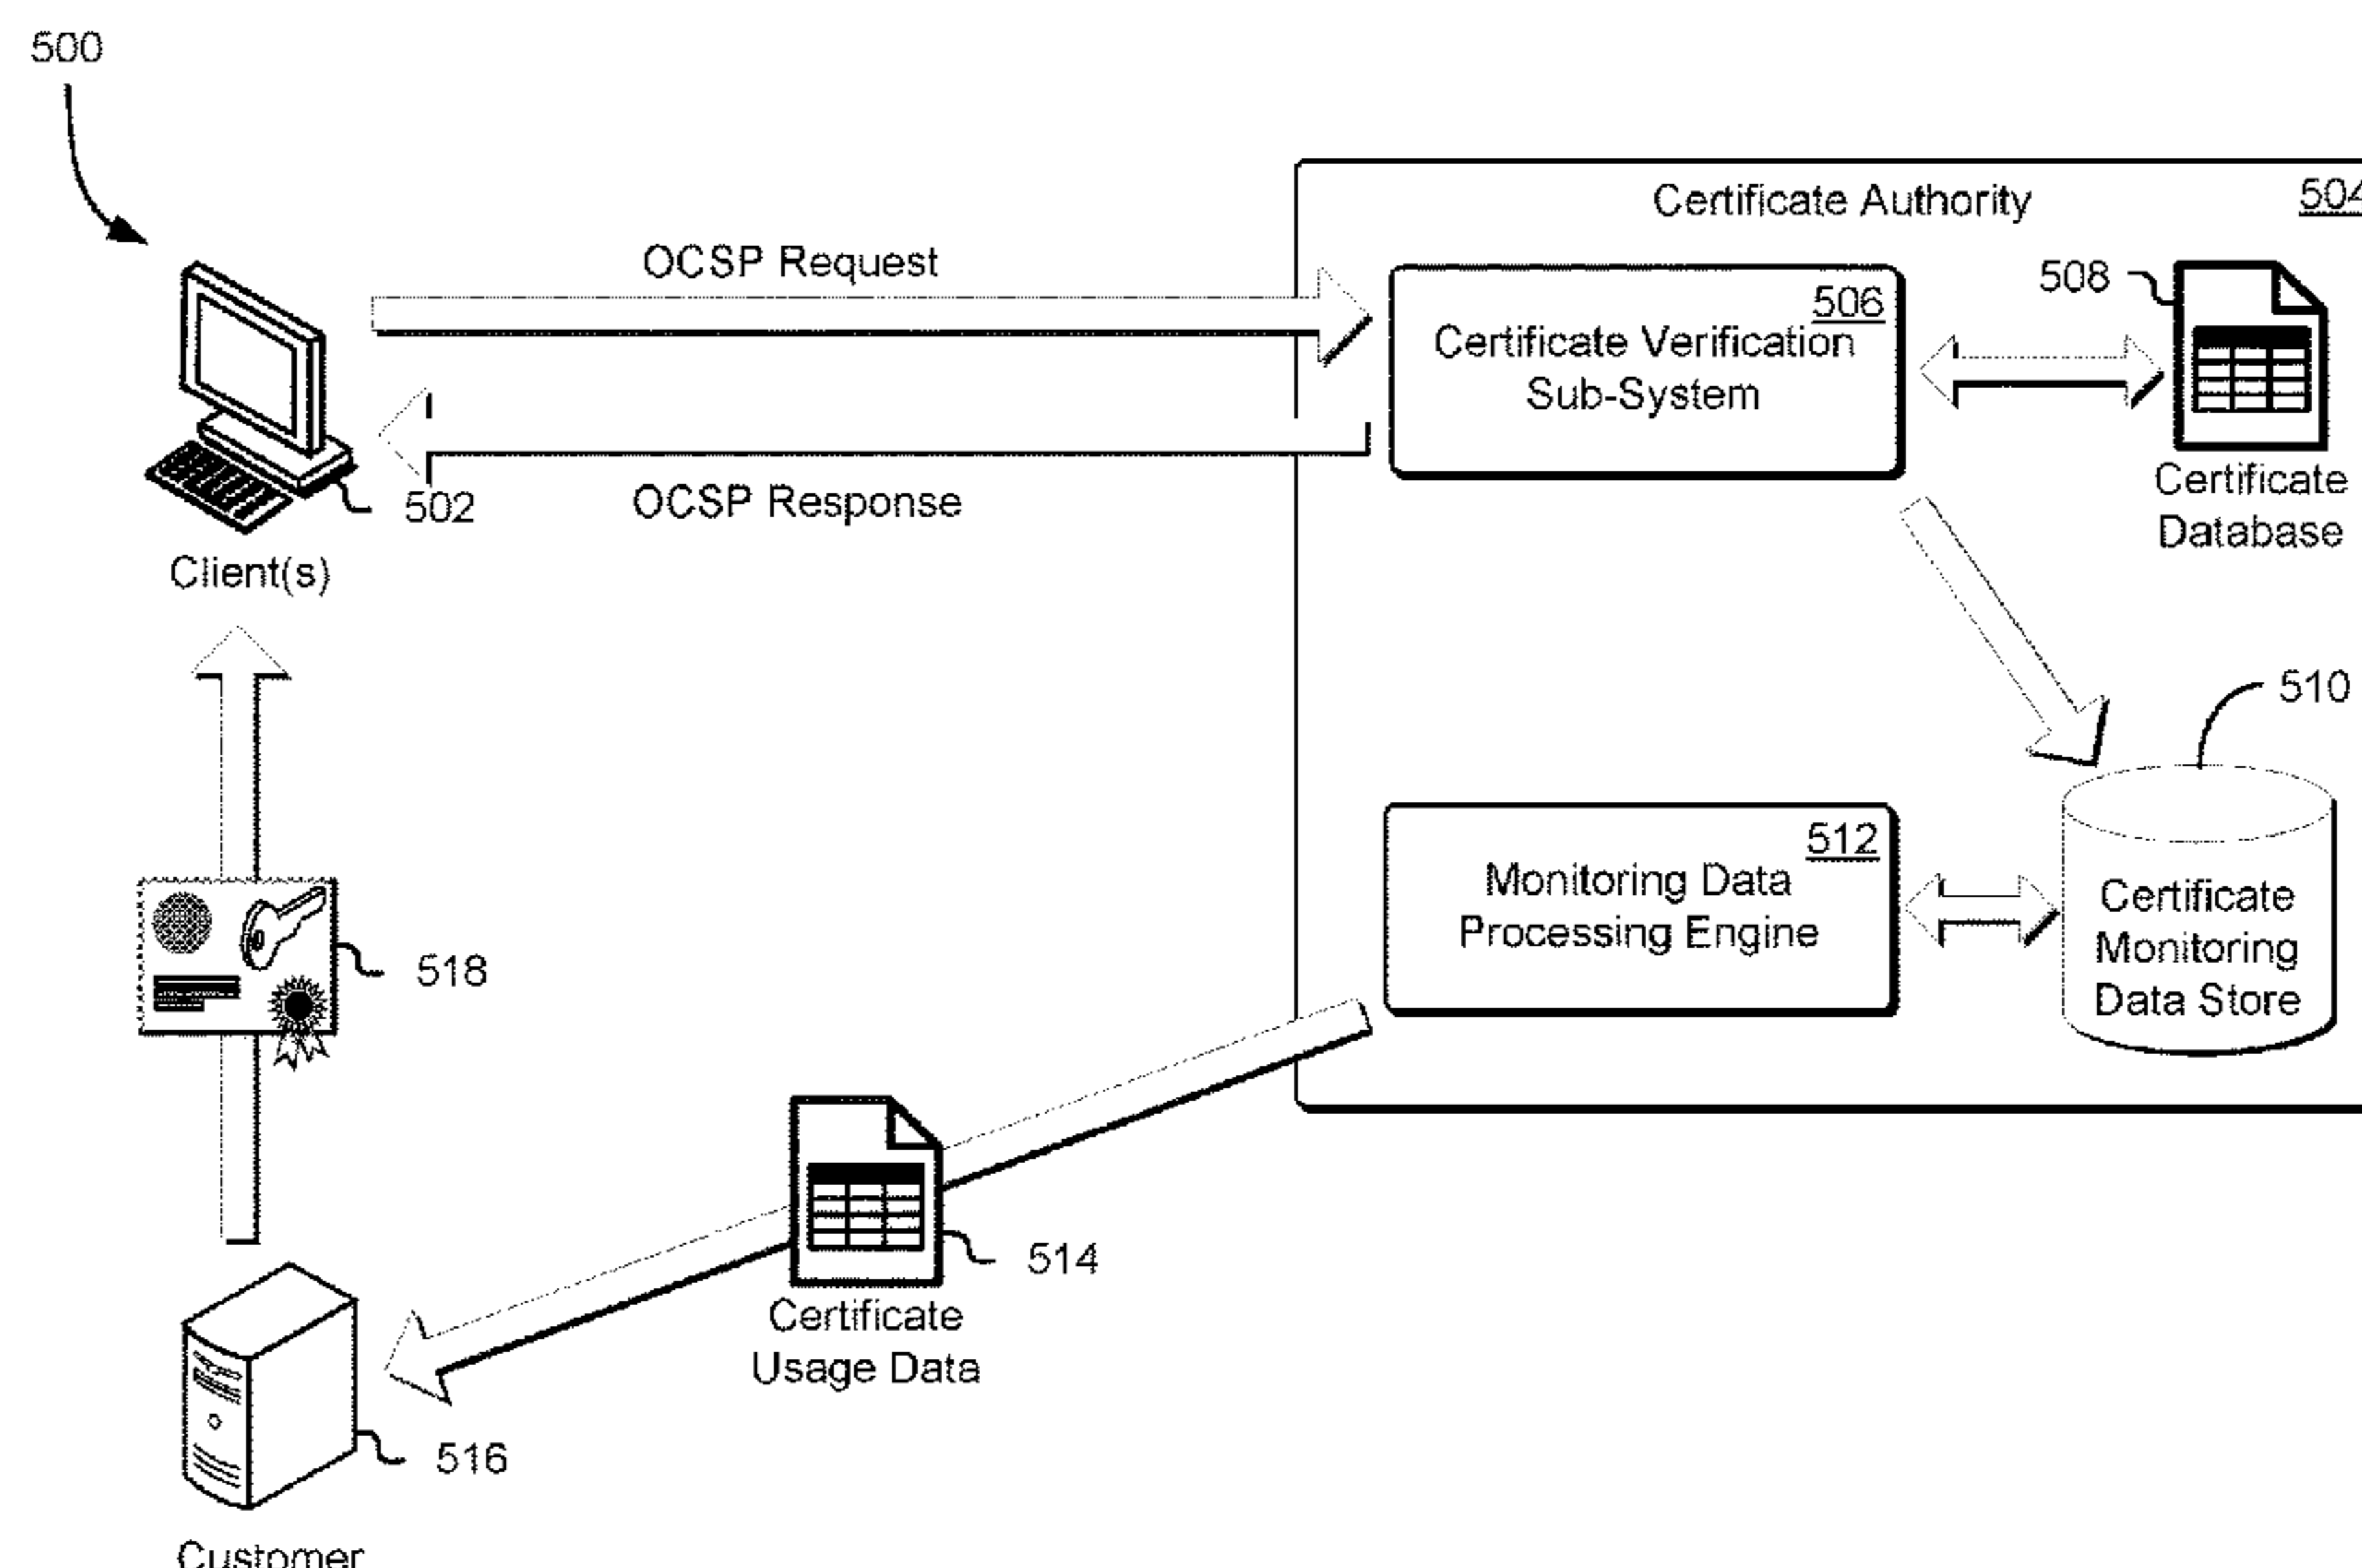 500
Certificate Authority
504
OCSP Request
508
506
Certificate Verification
Sub-System
502
OCSP Response
Certificate
Database
Client(s)
510
512
Monitoring Data
Processing Engine
Certificate
Monitoring
Data Store
518
514
Certificate
Usage Data
516
Customer